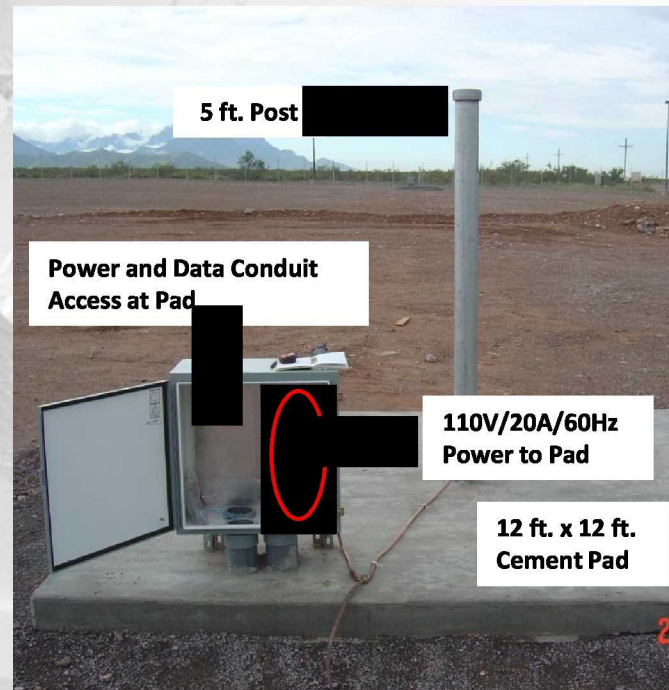 5 ft. Post
Power and Data Conduit
Access at Pad
110V/20A/60Hz
Power to Pad
12 ft. x 12 ft.
Cement Pad
2